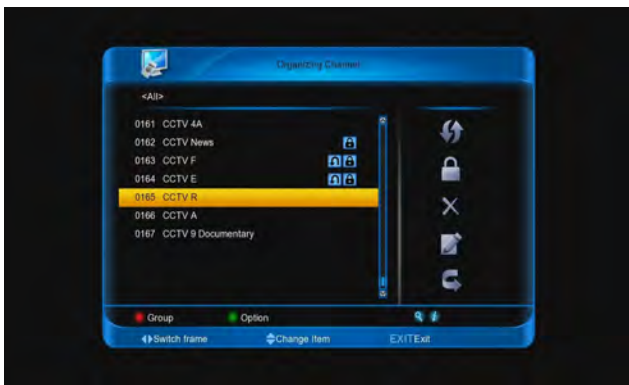 Organizing Channel
<All>
0161 CCTV 4A
0162 CCTV News
0163 CCTV F
0164 CCTV E
0165 CCTV R
0166 CCTV A
0167 CCTV 9 Documentary
Group Option
Switch frame Change Item EXITExit